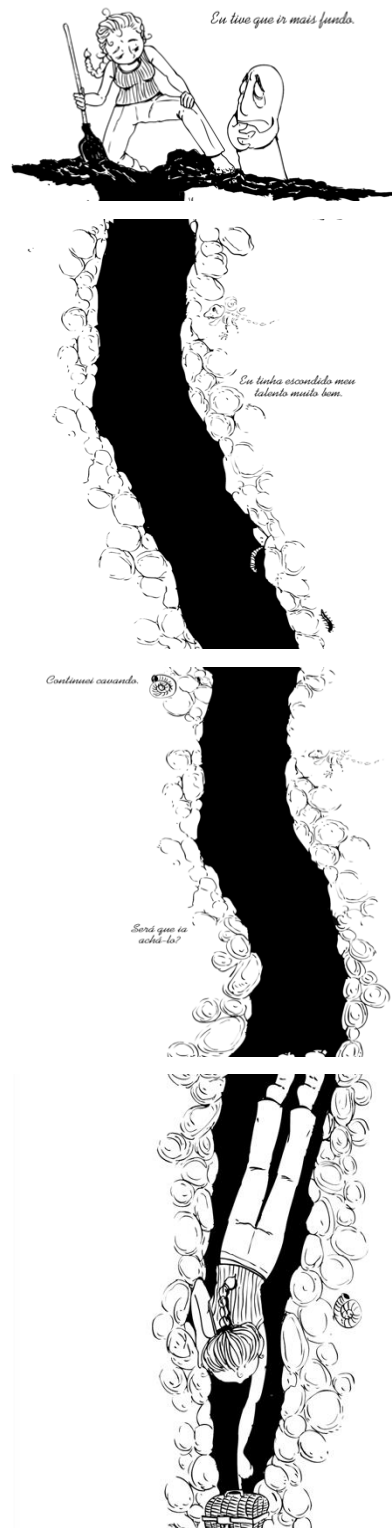 Eu tive que ir mais fundo.
Eu tinha escondido meu
talento muito bem.
Continuei cavando.
Será que ia
achá-lo?